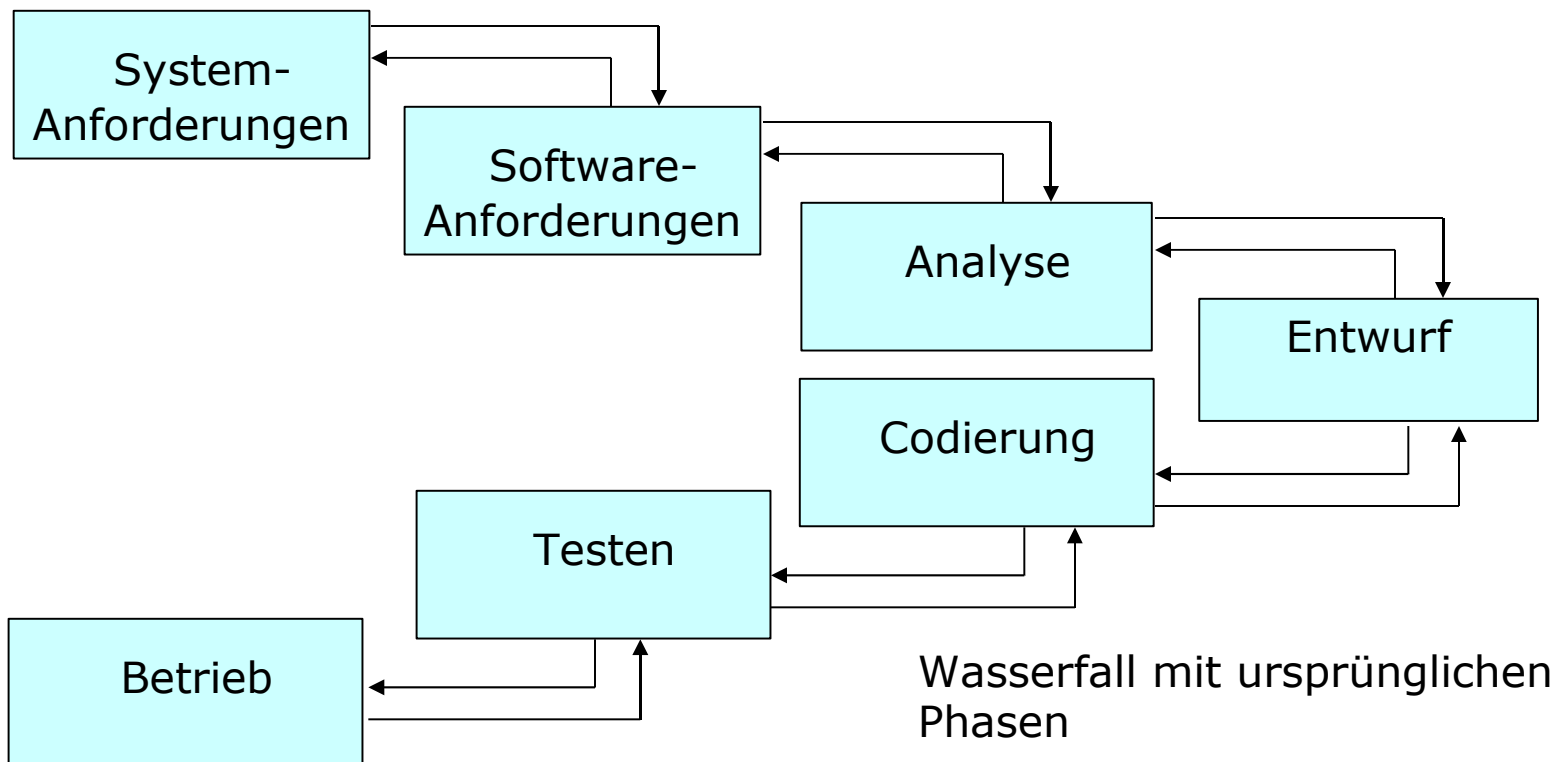 System-
Anforderungen
Software-
Anforderungen
Analyse
Entwurf
Codierung
Testen
Betrieb
Wasserfall mit ursprünglichen
Phasen